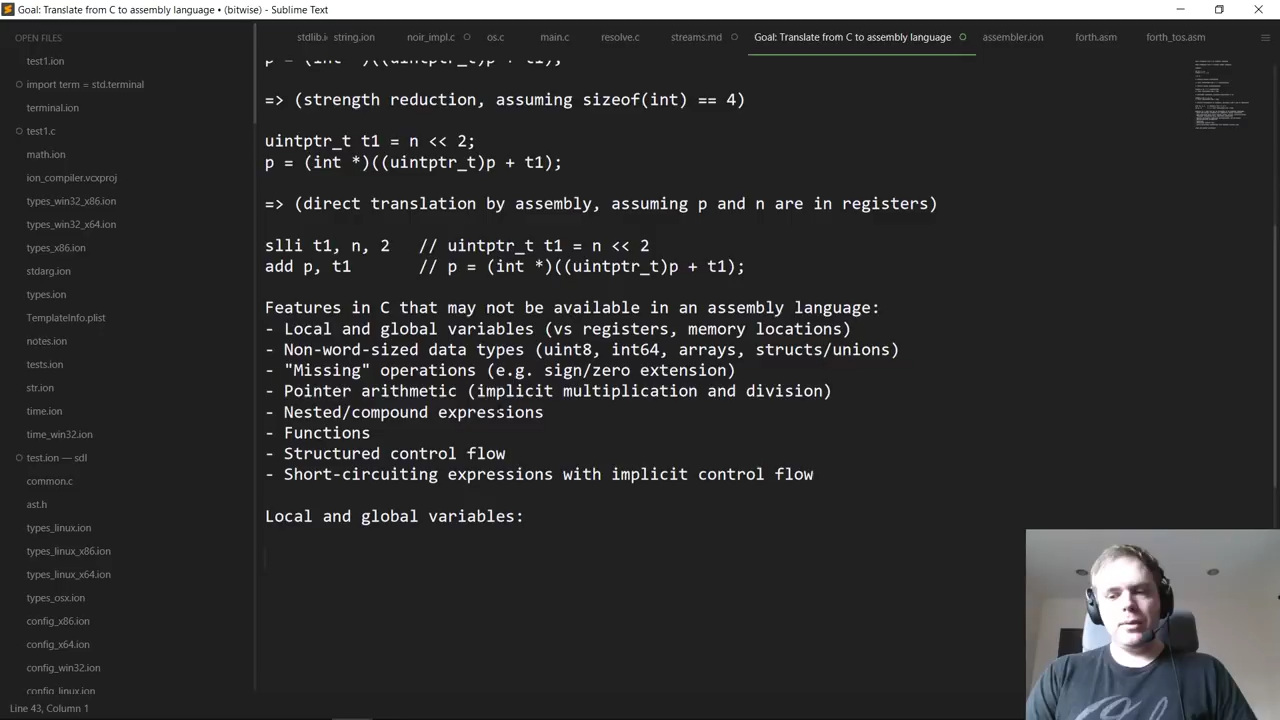 Goal: Translate from C to assembly language • (bitwise) - Sublime Text
OPEN FILES
test1.ion
import term = std.terminal
terminal.ion
test1.c
math.ion
ion_compiler.vcxproj
types_win32_x86.ion
types_win32_x64.ion
types_x86.ion
stdarg.ion
types.ion
TemplateInfo.plist
notes.ion
tests.ion
str.ion
time.ion
time_win32.ion
test.ion — sdl
common.c
ast.h
types_linux.ion
types_linux_x86.ion
types_linux_x64.ion
types_osx.ion
config_x86.ion
config_x64.ion
config_win32.ion
config_linux.ion
stdlib.i string.ion noir_impl.c os.c main.c resolve.c streams.md Goal: Translate from C to assembly language assembler.ion forth.asm forth_tos.asm
p = (int *)((uintptr_t)p + t1);
=> (strength reduction, assuming sizeof(int) == 4)
uintptr_t t1 = n << 2;
p = (int *)((uintptr_t)p + t1);
=> (direct translation by assembly, assuming p and n are in registers)
slli t1, n, 2 // uintptr_t t1 = n << 2
add p, t1 // p = (int *)((uintptr_t)p + t1);
Features in C that may not be available in an assembly language:
- Local and global variables (vs registers, memory locations)
- Non-word-sized data types (uint8, int64, arrays, structs/unions)
- "Missing" operations (e.g. sign/zero extension)
- Pointer arithmetic (implicit multiplication and division)
- Nested/compound expressions
- Functions
- Structured control flow
- Short-circuiting expressions with implicit control flow
Local and global variables:
Line 43, Column 1